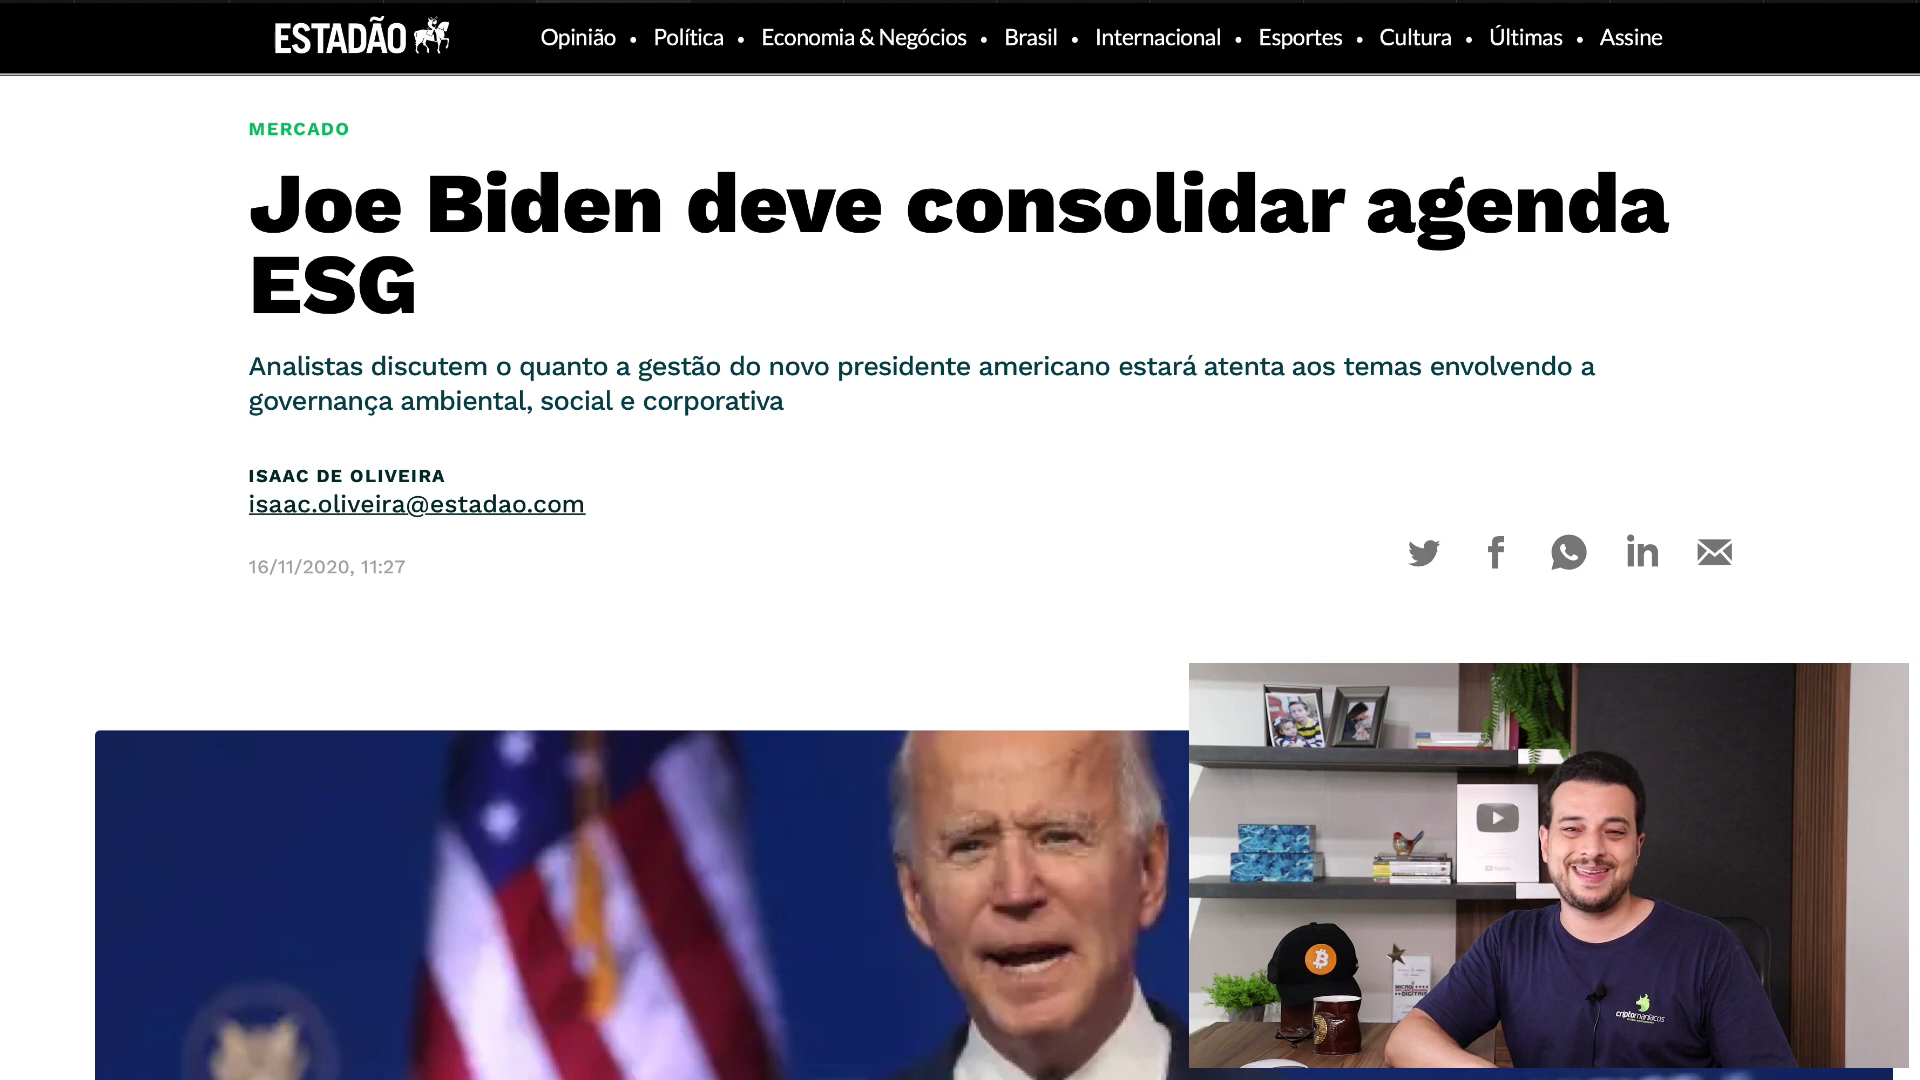 ESTADÃO
Opinião • Política • Economia & Negócios • Brasil • Internacional • Esportes • Cultura • Últimas • Assine
MERCADO
Joe Biden deve consolidar agenda
ESG
Analistas discutem o quanto a gestão do novo presidente americano estará atenta aos temas envolvendo a
governança ambiental, social e corporativa
ISAAC DE OLIVEIRA
isaac.oliveira@estadao.com
16/11/2020, 11:27
criptomaníacos